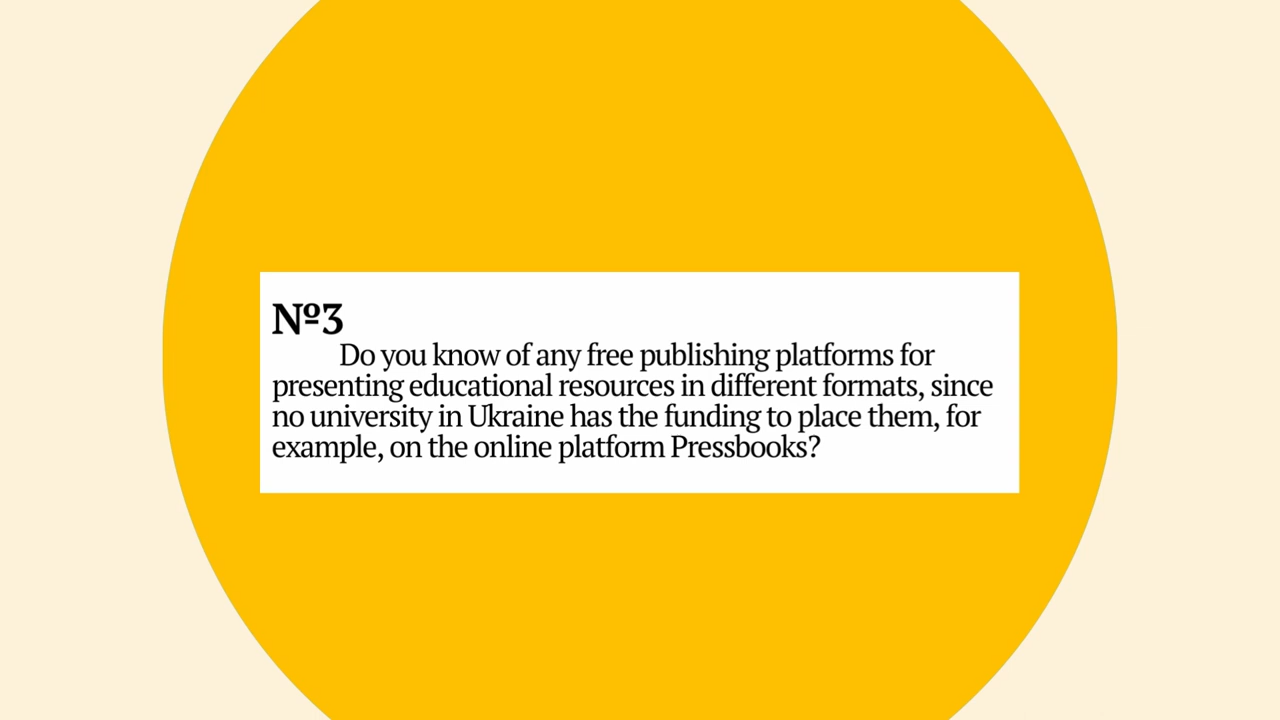 Nº3
Do you know of any free publishing platforms for
presenting educational resources in different formats, since
no university in Ukraine has the funding to place them, for
example, on the online platform Pressbooks?